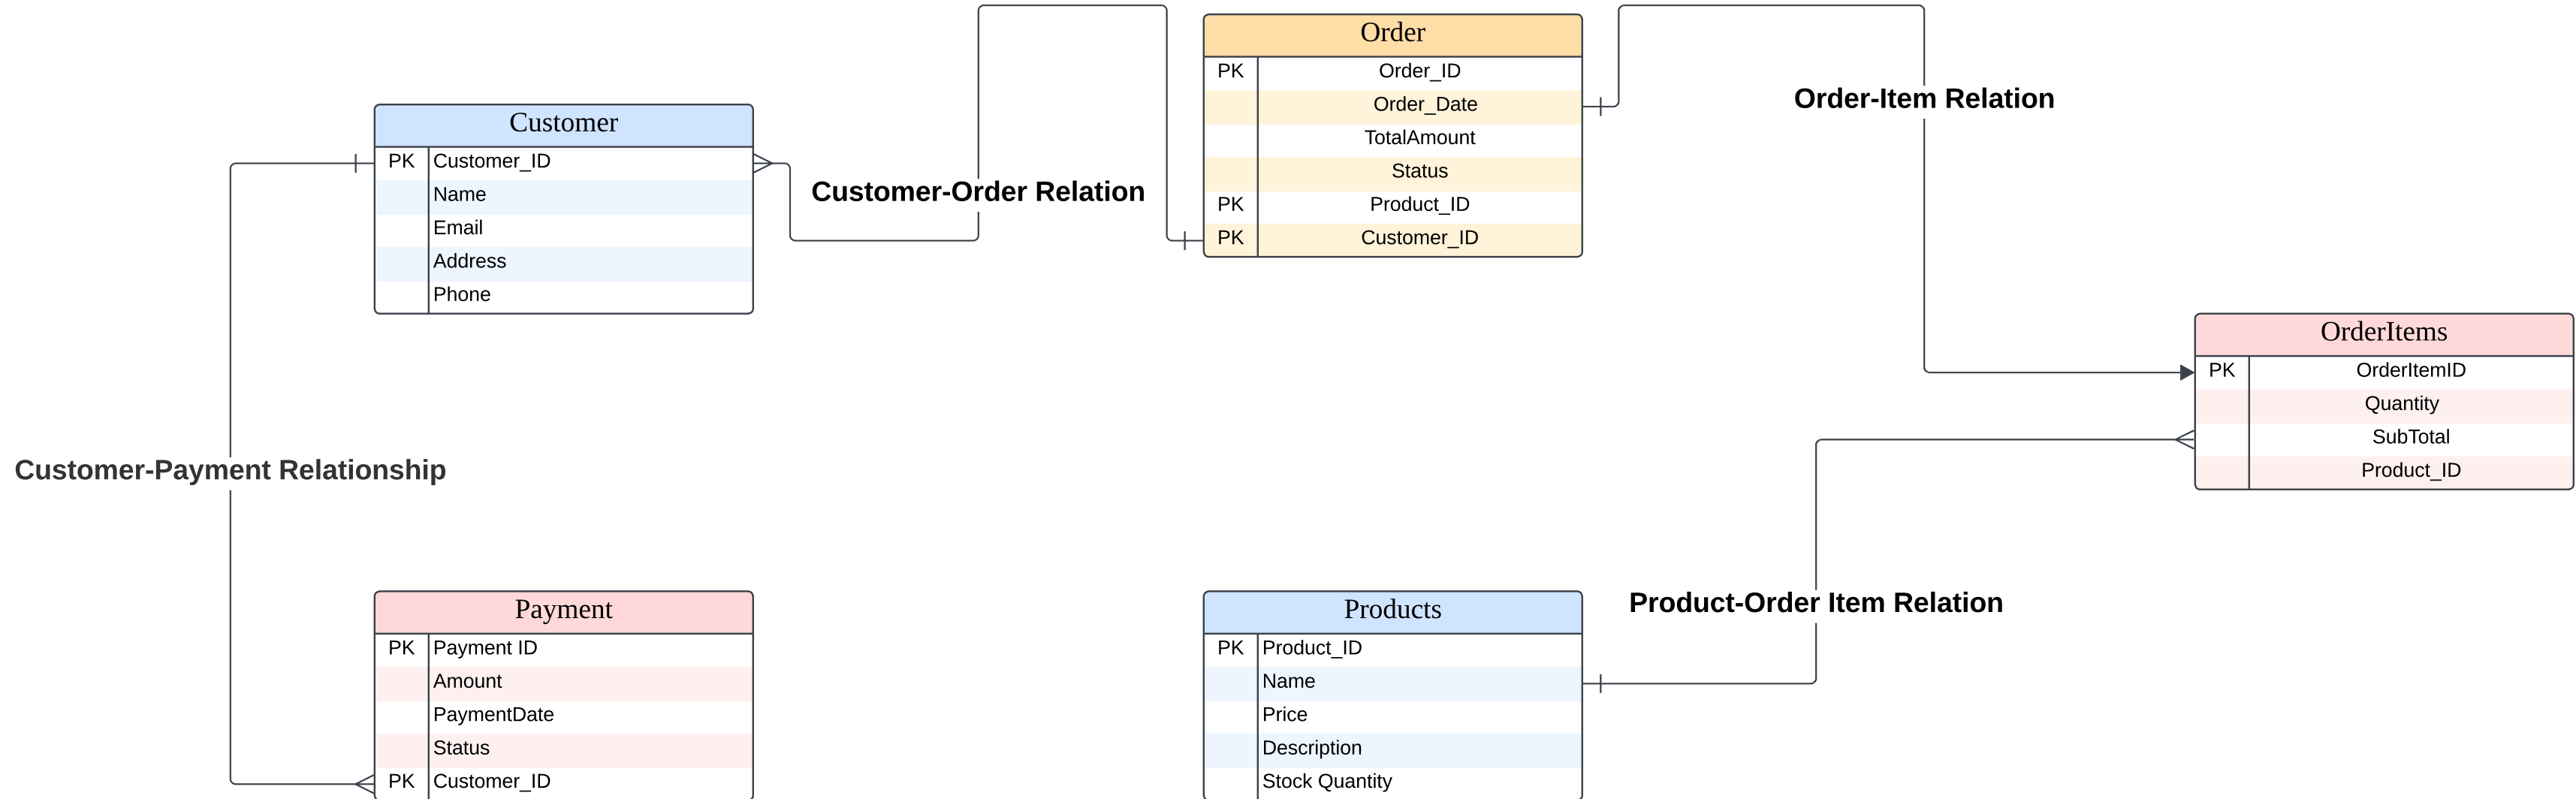 Customer
PK Customer_ID
Name
Email
Address
Phone
Customer-Order Relation
Order
PK Order_ID
Order_Date
TotalAmount
Status
PK Product_ID
PK Customer_ID
Order-Item Relation
OrderItems
PK OrderItemID
Quantity
SubTotal
Product_ID
Customer-Payment Relationship
Payment
PK Payment ID
Amount
PaymentDate
Status
PK Customer_ID
Products
PK Product_ID
Name
Price
Description
Stock Quantity
Product-Order Item Relation